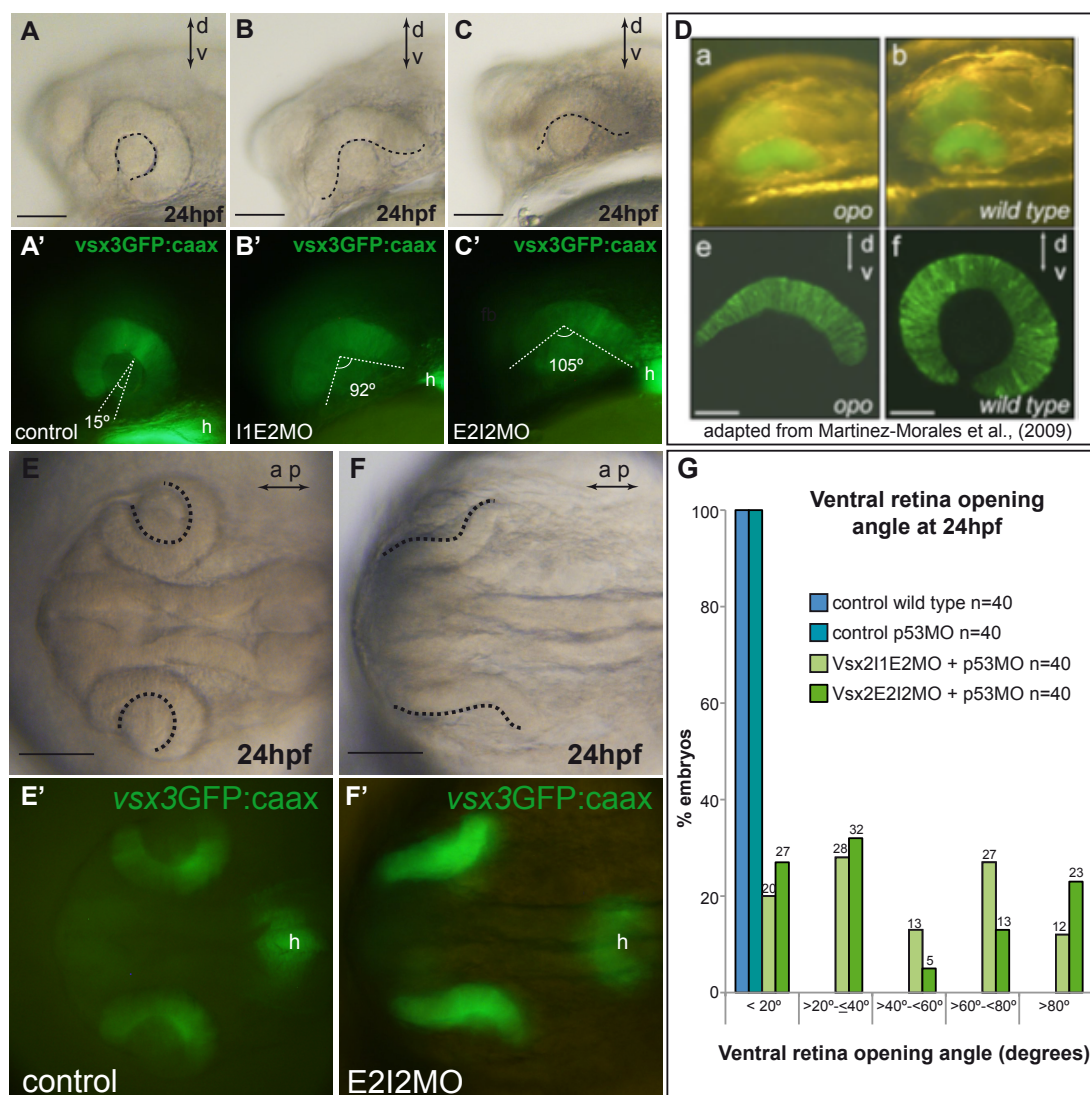 A
d
v
24hpf
B
d
v
24hpf
C
d
v
24hpf
A'
vsx3GFP:caax
15º
control
h
B'
vsx3GFP:caax
92º
I1E2MO
h
C'
vsx3GFP:caax
fb
105º
E2I2MO
h
D
a
opo
b
wild type
e
d
v
opo
f
d
v
wild type
adapted from Martinez-Morales et al., (2009)
E
a p
24hpf
F
a p
24hpf
E'
vsx3GFP:caax
h
control
F'
vsx3GFP:caax
h
E2I2MO
G
Ventral retina opening
angle at 24hpf
control wild type n=40
control p53MO n=40
Vsx2I1E2MO + p53MO n=40
Vsx2E2I2MO + p53MO n=40
% embryos
100
80
60
40
20
0
20
27
28
32
13
5
27
13
12
23
< 20º
>20º-≤40º
>40º-<60º
>60º-<80º
>80º
Ventral retina opening angle (degrees)